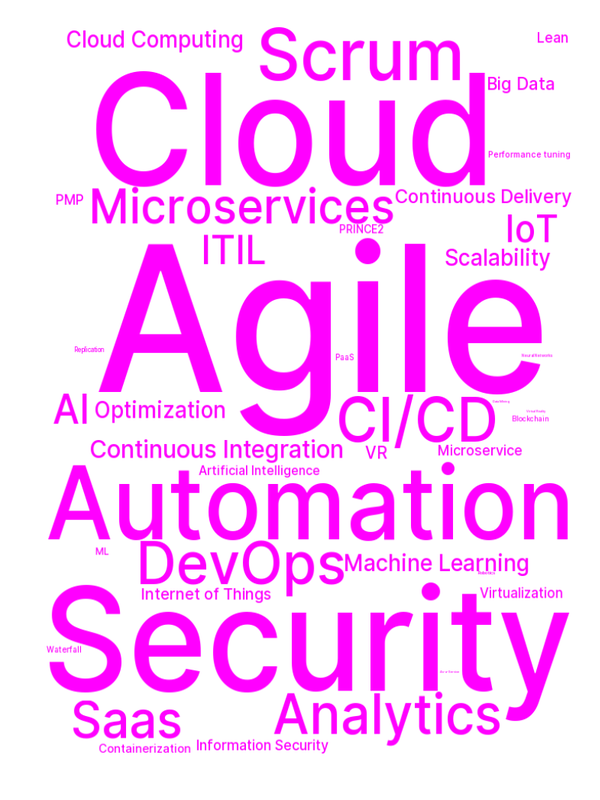 Cloud Computing
Scrum
Lean
Cloud
Big Data
Performance tuning
PMP
Microservices
Continuous Delivery
PRINCE2
IoT
ITIL
Scalability
Agile
Replication
PaaS
AI
Optimization
CI/CD
Blockchain
Continuous Integration
VR
Microservice
Artificial Intelligence
Automation
ML
DevOps
Machine Learning
Internet of Things
Virtualization
Security
Waterfall
Saas
Analytics
Containerization
Information Security